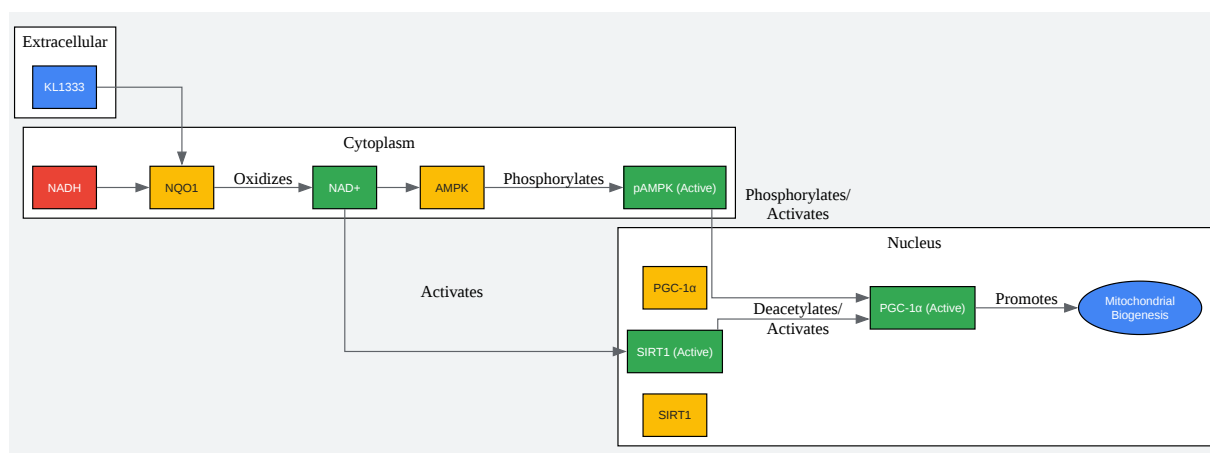 Extracellular
KL1333
Cytoplasm
NADH
NQO1
Oxidizes
NAD+
AMPK
Phosphorylates
pAMPK (Active)
Phosphorylates/
Activates
Nucleus
Activates
PGC-1α
Deacetylates/
Activates
PGC-1α (Active)
Promotes
Mitochondrial
Biogenesis
SIRT1 (Active)
SIRT1